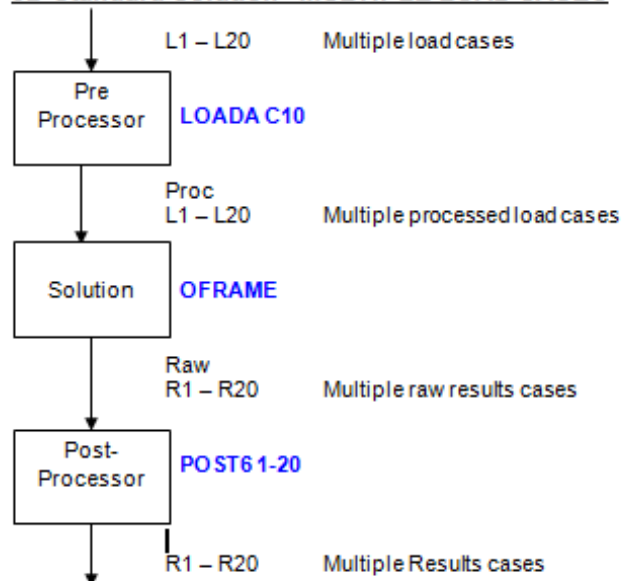 L1 – L20 Multiple load cases
Pre
Processor
LOADA C10
Proc
L1 – L20 Multiple processed load cases
Solution
OFRAME
Raw
R1 – R20 Multiple raw results cases
Post-
Processor
POST6 1-20
R1 – R20 Multiple Results cases